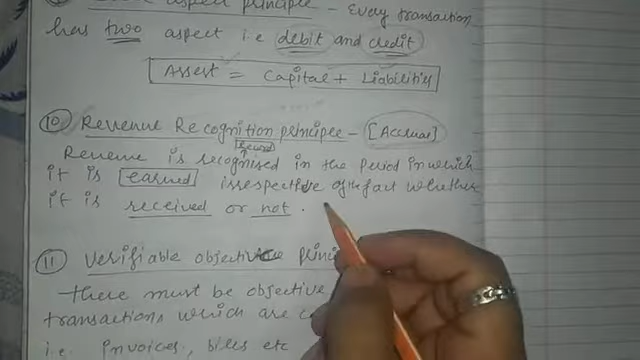 aspect principle - Every transaction
has two aspect i.e debit and credit
Assest = Capital + Liabilities
10 Revenue Recognition principle - [Accrual]
Record
Revenue is recognised in the period in which
it is earned irrespective of the fact whether
it is received or not.
11 Verifiable objective
There must be objective
transactions, which are
i.e. Invoices, bills etc